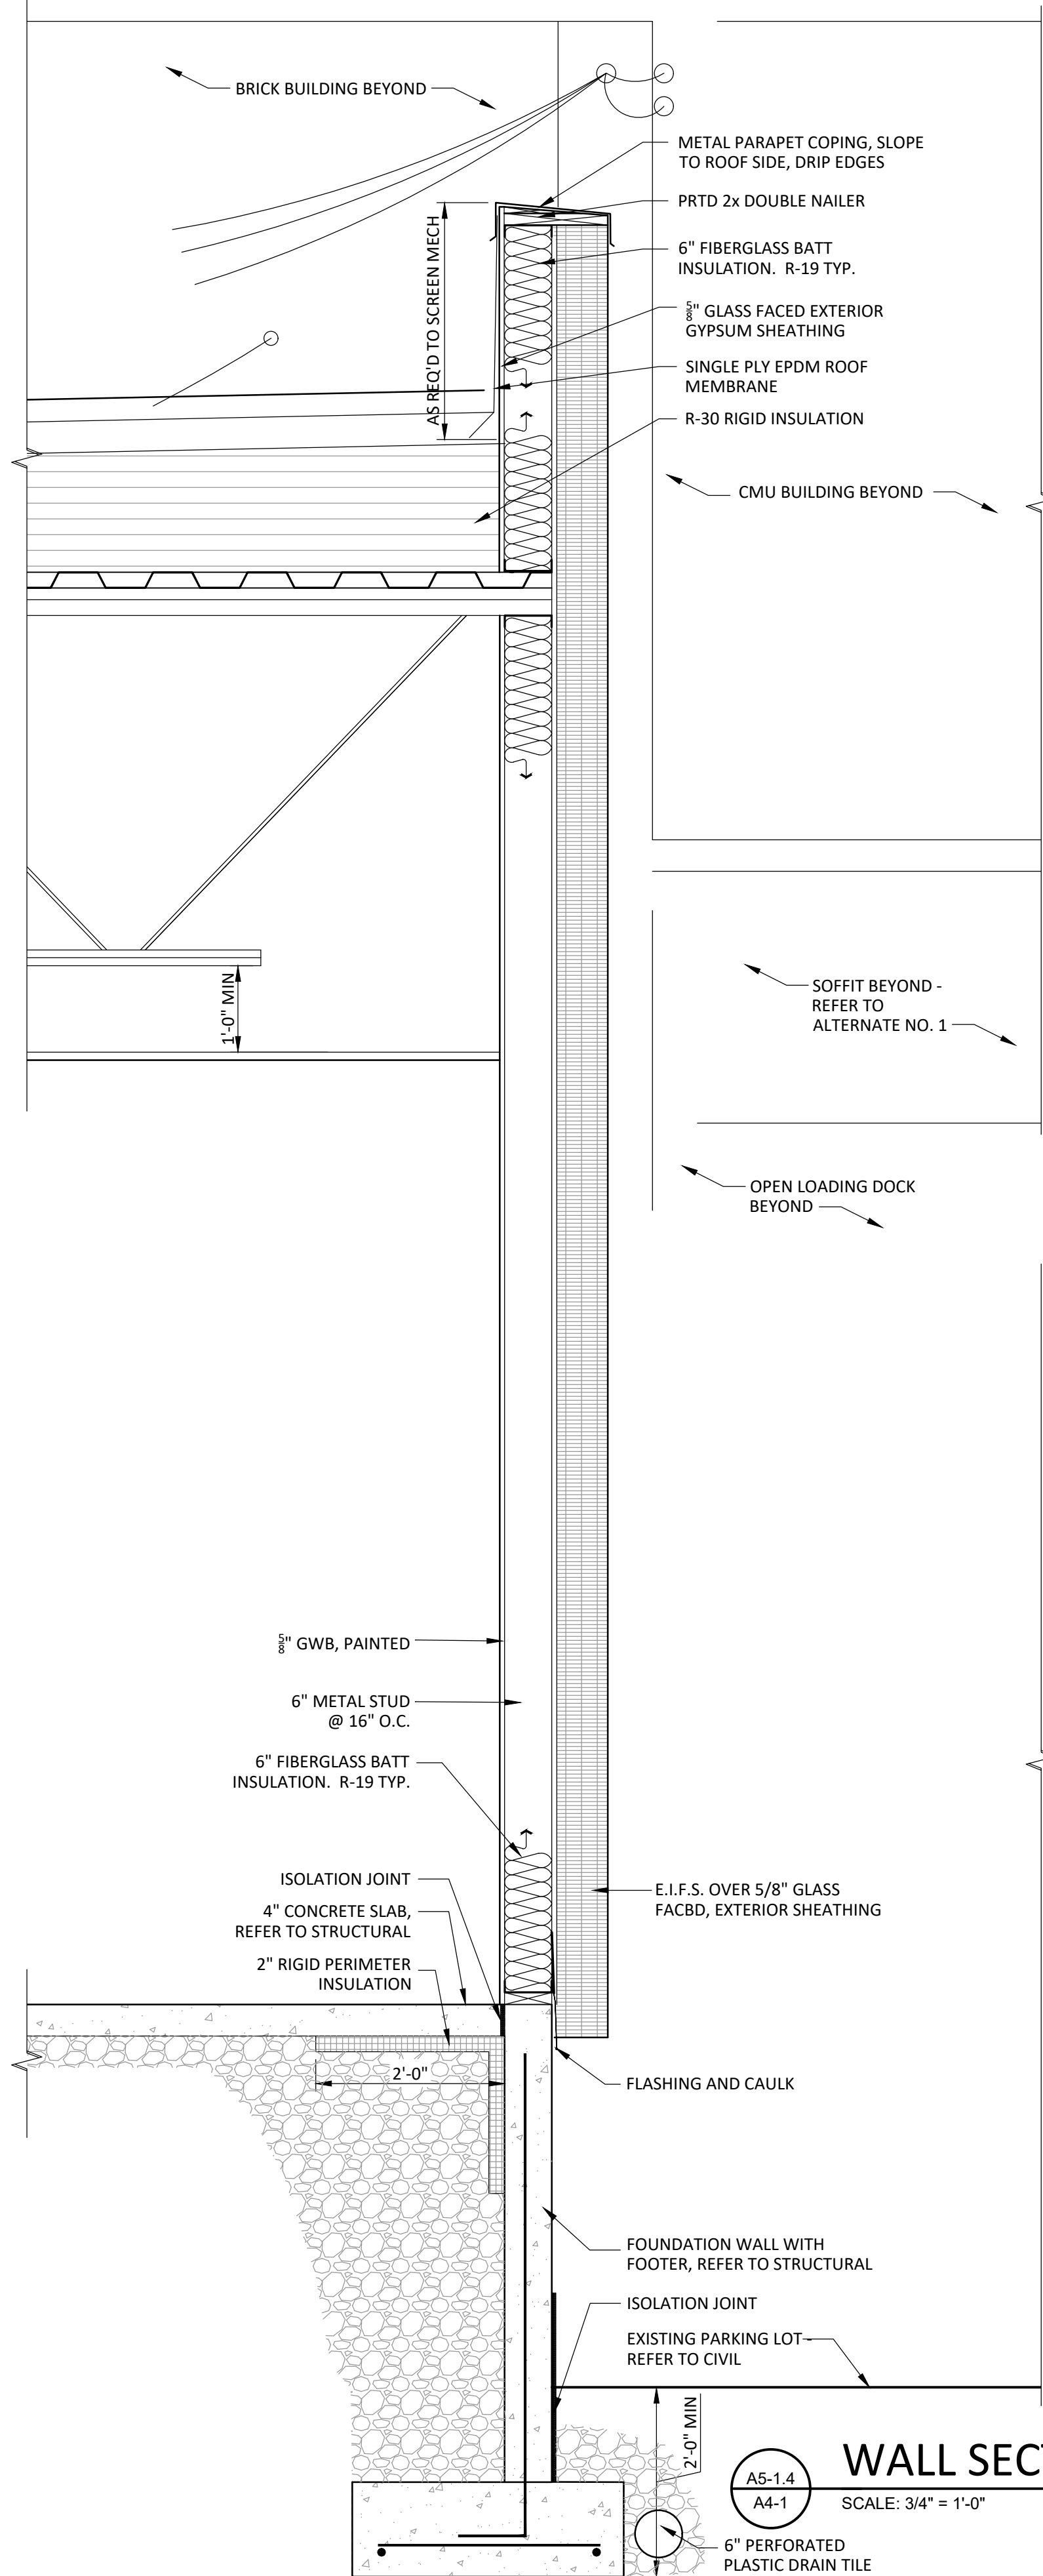 BRICK BUILDING BEYOND
METAL PARAPET COPING, SLOPE
TO ROOF SIDE, DRIP EDGES
PRTD 2x DOUBLE NAILER
6" FIBERGLASS BATT
INSULATION.  R-19 TYP.
5/8" GLASS FACED EXTERIOR
GYPSUM SHEATHING
SINGLE PLY EPDM ROOF
MEMBRANE
R-30 RIGID INSULATION
AS REQ'D TO SCREEN MECH
CMU BUILDING BEYOND
1'-0" MIN
SOFFIT BEYOND -
REFER TO
ALTERNATE NO. 1
OPEN LOADING DOCK
BEYOND
5/8" GWB, PAINTED
6" METAL STUD
@ 16" O.C.
6" FIBERGLASS BATT
INSULATION.  R-19 TYP.
ISOLATION JOINT
4" CONCRETE SLAB,
REFER TO STRUCTURAL
2" RIGID PERIMETER
INSULATION
E.I.F.S. OVER 5/8" GLASS
FACBD, EXTERIOR SHEATHING
2'-0"
FLASHING AND CAULK
FOUNDATION WALL WITH
FOOTER, REFER TO STRUCTURAL
ISOLATION JOINT
EXISTING PARKING LOT -
REFER TO CIVIL
2'-0" MIN
A5-1.4
A4-1
WALL SEC
SCALE: 3/4" = 1'-0"
6" PERFORATED
PLASTIC DRAIN TILE